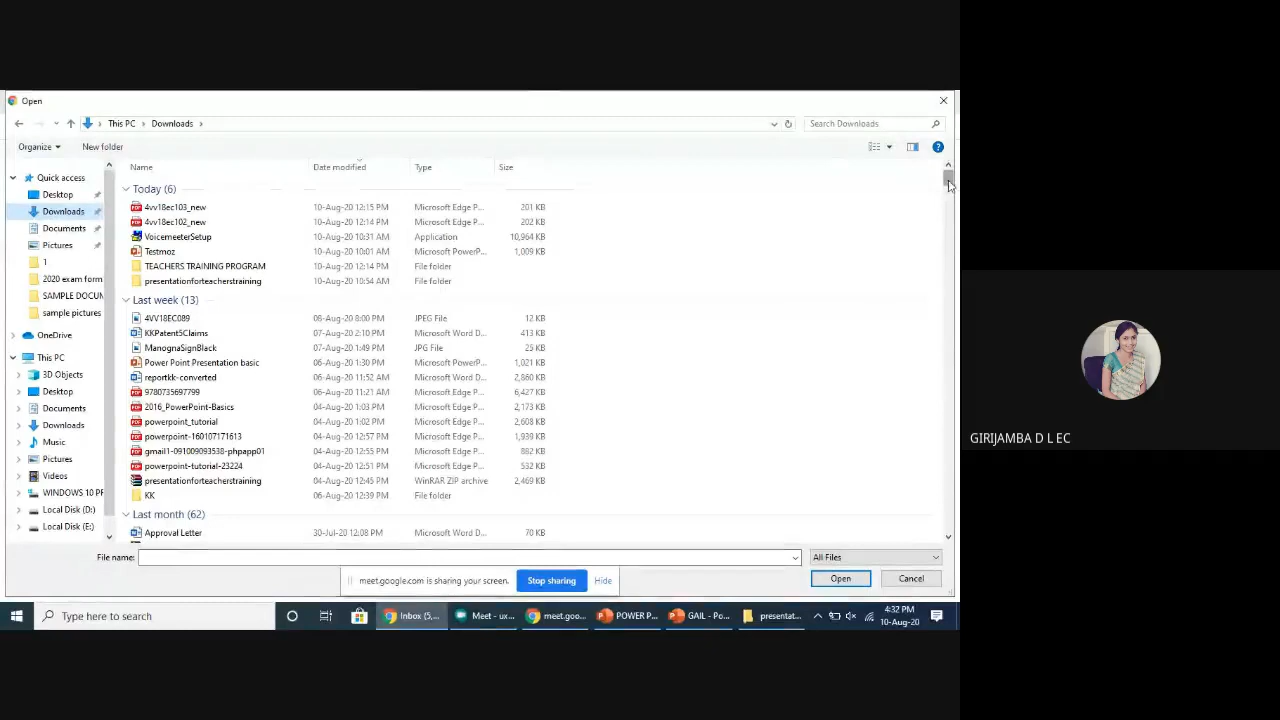 Open
This PC > Downloads >
Search Downloads
Organize
New folder
Name Date modified Type Size
Quick access
Desktop
Downloads
Documents
Pictures
1
2020 exam form
SAMPLE DOCUM
sample pictures
OneDrive
This PC
3D Objects
Desktop
Documents
Downloads
Music
Pictures
Videos
WINDOWS 10 PR
Local Disk (D:)
Local Disk (E:)
Today (6)
4vv18ec103_new 10-Aug-20 12:15 PM Microsoft Edge P... 201 KB
4vv18ec102_new 10-Aug-20 12:14 PM Microsoft Edge P... 202 KB
VoicemeeterSetup 10-Aug-20 10:31 AM Application 10,964 KB
Testmoz 10-Aug-20 10:01 AM Microsoft PowerP... 1,009 KB
TEACHERS TRAINING PROGRAM 10-Aug-20 12:14 PM File folder
presentationforteacherstraining 10-Aug-20 10:54 AM File folder
Last week (13)
4VV18EC089 08-Aug-20 8:00 PM JPEG File 12 KB
KKPatent5Claims 07-Aug-20 2:10 PM Microsoft Word D... 413 KB
ManognaSignBlack 07-Aug-20 1:49 PM JPG File 25 KB
Power Point Presentation basic 06-Aug-20 1:30 PM Microsoft PowerP... 1,021 KB
reportkk-converted 06-Aug-20 11:52 AM Microsoft Word D... 2,860 KB
9780735697799 06-Aug-20 11:21 AM Microsoft Edge P... 6,427 KB
2016_PowerPoint-Basics 04-Aug-20 1:03 PM Microsoft Edge P... 2,173 KB
powerpoint_tutorial 04-Aug-20 1:02 PM Microsoft Edge P... 2,608 KB
powerpoint-160107171613 04-Aug-20 12:57 PM Microsoft Edge P... 1,939 KB
gmail1-091009093538-phpapp01 04-Aug-20 12:55 PM Microsoft Edge P... 882 KB
powerpoint-tutorial-23224 04-Aug-20 12:51 PM Microsoft Edge P... 532 KB
presentationforteacherstraining 04-Aug-20 12:45 PM WinRAR ZIP archive 2,469 KB
KK 06-Aug-20 12:39 PM File folder
Last month (62)
Approval Letter 30-Jul-20 12:08 PM Microsoft Word D... 70 KB
File name:
All Files
Open
Cancel
meet.google.com is sharing your screen.
Stop sharing
Hide
Type here to search
Inbox (5,...
Meet - ux...
meet.goo...
POWER P...
GAIL - Po...
presentat...
4:32 PM
10-Aug-20
GIRIJAMBA D L EC